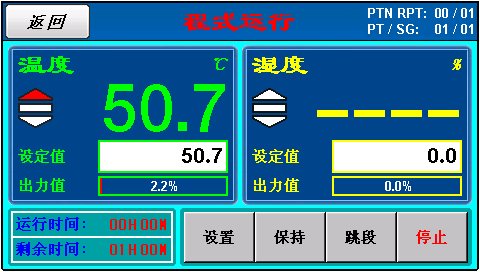 返回
程式运行
PTN RPT: 00 / 01
PT / SG: 01 / 01
温度 ℃
50.7
设定值 50.7
出力值 2.2%
湿度 %
----
设定值 0.0
出力值 0.0%
运行时间: 00H00M
剩余时间: 01H00M
设置 保持 跳段 停止